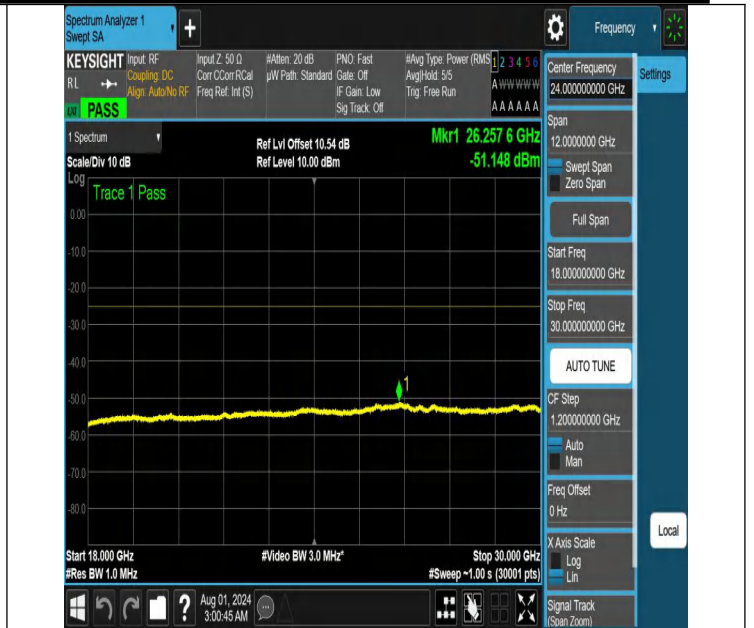 Spectrum Analyzer 1
Swept SA
+
Frequency
KEYSIGHT
RL
PASS
Input: RF
Coupling: DC
Align: Auto/No RF
Input Z: 50 Ω
Corr CCorr RCal
Freq Ref: Int (S)
#Atten: 20 dB
µW Path: Standard
PNO: Fast
Gate: Off
IF Gain: Low
Sig Track: Off
#Avg Type: Power (RMS
Avg|Hold: 5/5
Trig: Free Run
1 2 3 4 5 6
A W W W W W
A A A A A A
1 Spectrum
Scale/Div 10 dB
Ref Lvl Offset 10.54 dB
Ref Level 10.00 dBm
Mkr1 26.257 6 GHz
-51.148 dBm
Log
Trace 1 Pass
0.00
-10.0
-20.0
-30.0
-40.0
-50.0
-60.0
-70.0
-80.0
1
Start 18.000 GHz
#Res BW 1.0 MHz
#Video BW 3.0 MHz*
Stop 30.000 GHz
#Sweep ~1.00 s (30001 pts)
Center Frequency
24.000000000 GHz
Settings
Span
12.0000000 GHz
Swept Span
Zero Span
Full Span
Start Freq
18.000000000 GHz
Stop Freq
30.000000000 GHz
AUTO TUNE
CF Step
1.200000000 GHz
Auto
Man
Freq Offset
0 Hz
X Axis Scale
Log
Lin
Local
Signal Track
(Span Zoom)
?
Aug 01, 2024
3:00:45 AM